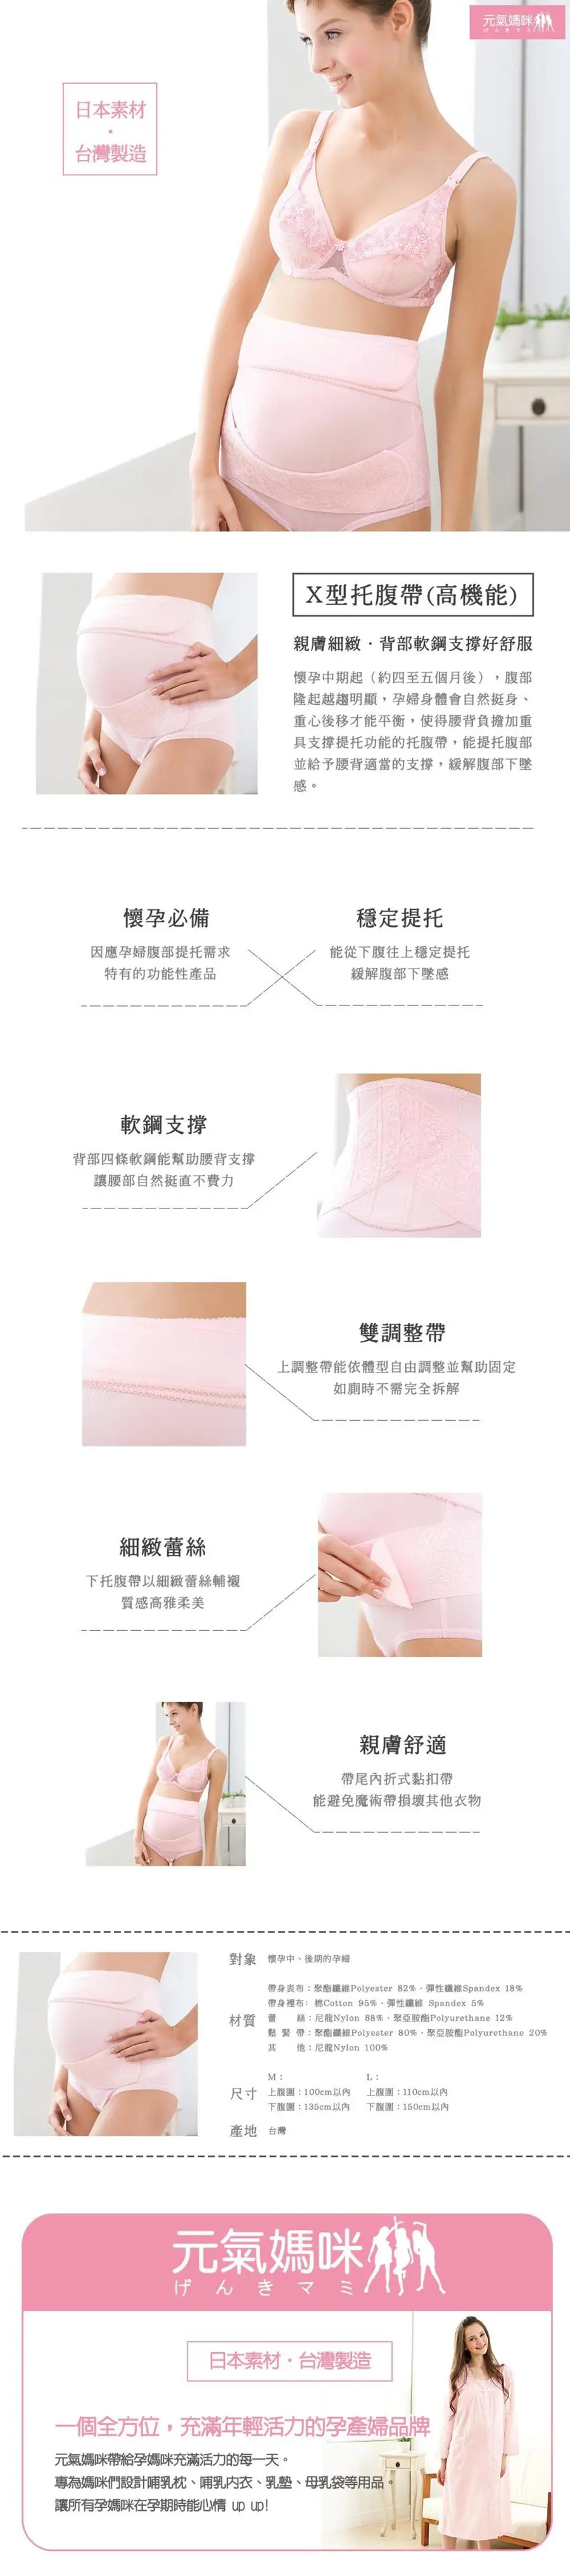 元氣媽咪
げんきマミ
日本素材
・
台灣製造
X型托腹帶(高機能)
親膚細緻・背部軟鋼支撐好舒服
懷孕中期起（約四至五個月後），腹部
隆起越趨明顯，孕婦身體會自然挺身、
重心後移才能平衡，使得腰背負擔加重
具支撐提托功能的托腹帶，能提托腹部
並給予腰背適當的支撐，緩解腹部下墜
感。
懷孕必備
因應孕婦腹部提托需求
特有的功能性產品
穩定提托
能從下腹往上穩定提托
緩解腹部下墜感
軟鋼支撐
背部四條軟鋼能幫助腰背支撐
讓腰部自然挺直不費力
雙調整帶
上調整帶能依體型自由調整並幫助固定
如廁時不需完全拆解
細緻蕾絲
下托腹帶以細緻蕾絲輔襯
質感高雅柔美
親膚舒適
帶尾內折式黏扣帶
能避免魔術帶損壞其他衣物
對象 懷孕中、後期的孕婦
材質
帶身表布：聚酯纖維Polyester 82%、彈性纖維Spandex 18%
帶身裡布：棉Cotton 95%、彈性纖維 Spandex 5%
蕾 絲：尼龍Nylon 88%、聚亞胺酯Polyurethane 12%
鬆 緊 帶：聚酯纖維Polyester 80%、聚亞胺酯Polyurethane 20%
其 他：尼龍Nylon 100%
尺寸
M： L：
上腹圍：100cm以內 上腹圍：110cm以內
下腹圍：135cm以內 下腹圍：150cm以內
產地 台灣
元氣媽咪
げんきマミ
日本素材・台灣製造
一個全方位，充滿年輕活力的孕產婦品牌
元氣媽咪帶給孕媽咪充滿活力的每一天。
專為媽咪們設計哺乳枕、哺乳內衣、乳墊、母乳袋等用品。
讓所有孕媽咪在孕期時能心情 up up!